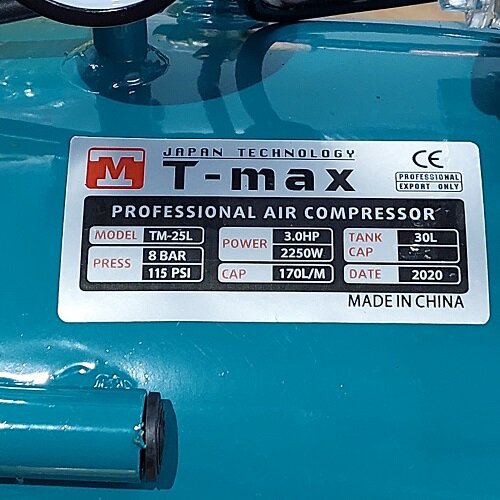 JAPAN TECHNOLOGY
TM T-max
CE
PROFESSIONAL
EXPORT ONLY
PROFESSIONAL AIR COMPRESSOR
MODEL TM-25L
PRESS 8 BAR
115 PSI
POWER 3.0HP
2250W
CAP 170L/M
TANK 30L
CAP
DATE 2020
MADE IN CHINA